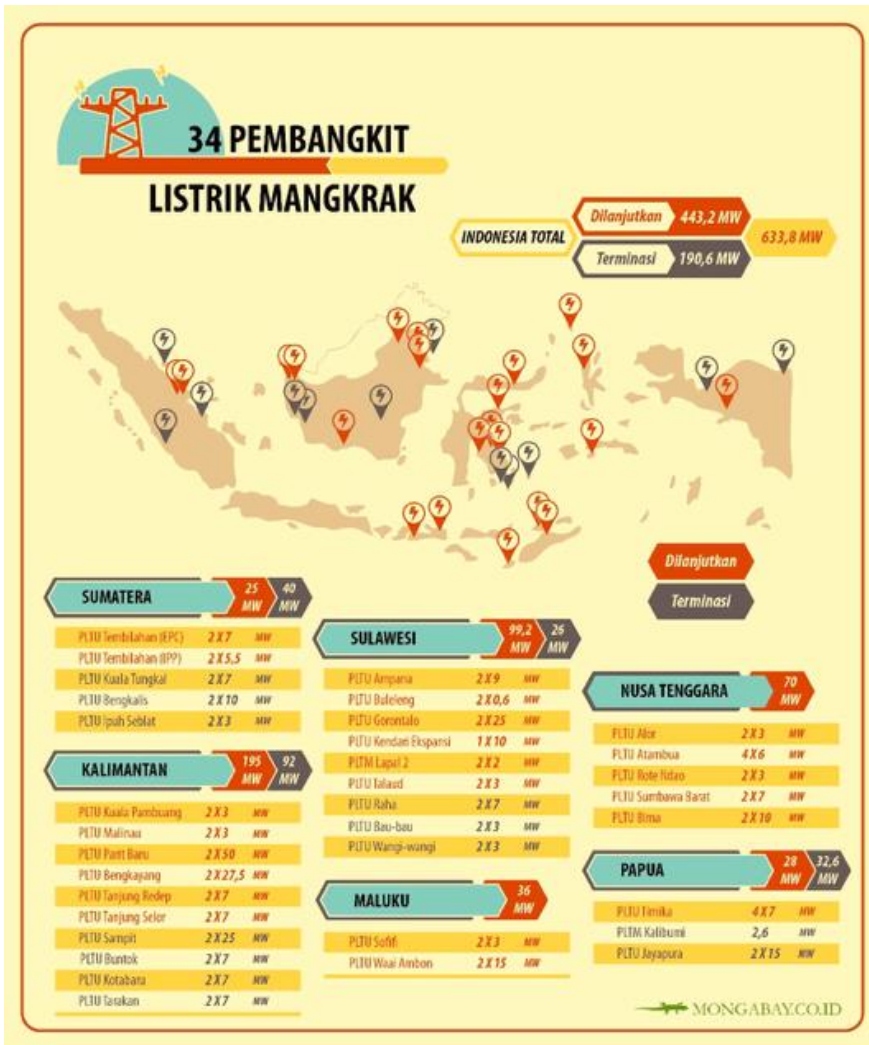 34 PEMBANGKIT
LISTRIK MANGKRAK
INDONESIA TOTAL
Dilanjutkan 443,2 MW
Terminasi 190,6 MW
633,8 MW
Dilanjutkan
Terminasi
SUMATERA 25 MW 40 MW
PLTU Tembilahan (EPC) 2X7 MW
PLTU Tembilahan (IPP) 2X5,5 MW
PLTU Kuala Tungkal 2X7 MW
PLTU Bengkalis 2X10 MW
PLTU Ipuh Seblat 2X3 MW
KALIMANTAN 195 MW 92 MW
PLTU Kuala Pambuang 2X3 MW
PLTU Malinau 2X3 MW
PLTU Parit Baru 2X50 MW
PLTU Bengkayang 2X27,5 MW
PLTU Tanjung Redep 2X7 MW
PLTU Tanjung Selor 2X7 MW
PLTU Sampit 2X25 MW
PLTU Buntok 2X7 MW
PLTU Kotabaru 2X7 MW
PLTU Tarakan 2X7 MW
SULAWESI 99,2 MW 26 MW
PLTU Ampana 2X9 MW
PLTU Buleleng 2X0,6 MW
PLTU Gorontalo 2X25 MW
PLTU Kendari Ekspansi 1X10 MW
PLTM Lapai 2 2X2 MW
PLTU Talaud 2X3 MW
PLTU Raha 2X7 MW
PLTU Bau-bau 2X3 MW
PLTU Wangi-wangi 2X3 MW
MALUKU 36 MW
PLTU Sofifi 2X3 MW
PLTU Waai Ambon 2X15 MW
NUSA TENGGARA 70 MW
PLTU Alor 2X3 MW
PLTU Atambua 4X6 MW
PLTU Rote Ndao 2X3 MW
PLTU Sumbawa Barat 2X7 MW
PLTU Bima 2X10 MW
PAPUA 28 MW 32,6 MW
PLTU Timika 4X7 MW
PLTM Kalibumi 2,6 MW
PLTU Jayapura 2X15 MW
MONGABAY.CO.ID